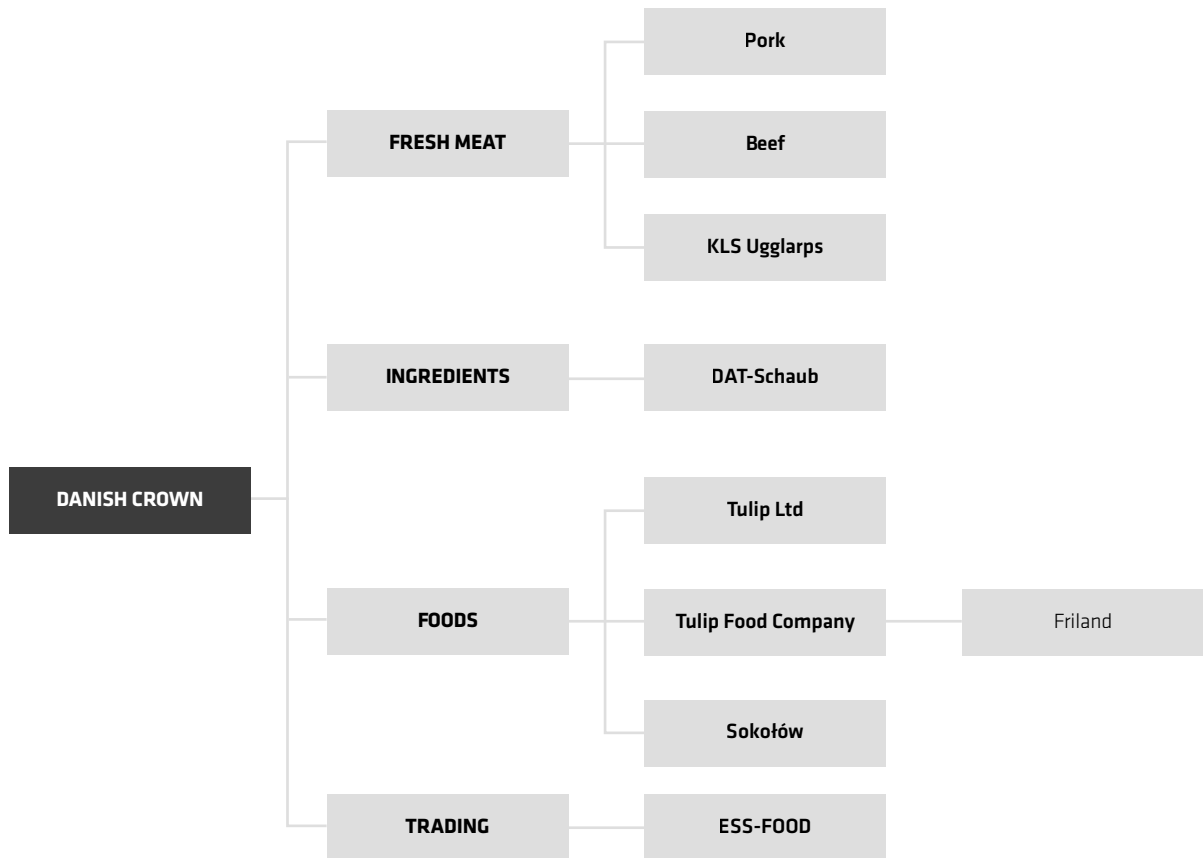 Pork
FRESH MEAT
Beef
KLS Ugglarps
INGREDIENTS
DAT-Schaub
DANISH CROWN
Tulip Ltd
FOODS
Tulip Food Company
Friland
Sokołów
TRADING
ESS-FOOD